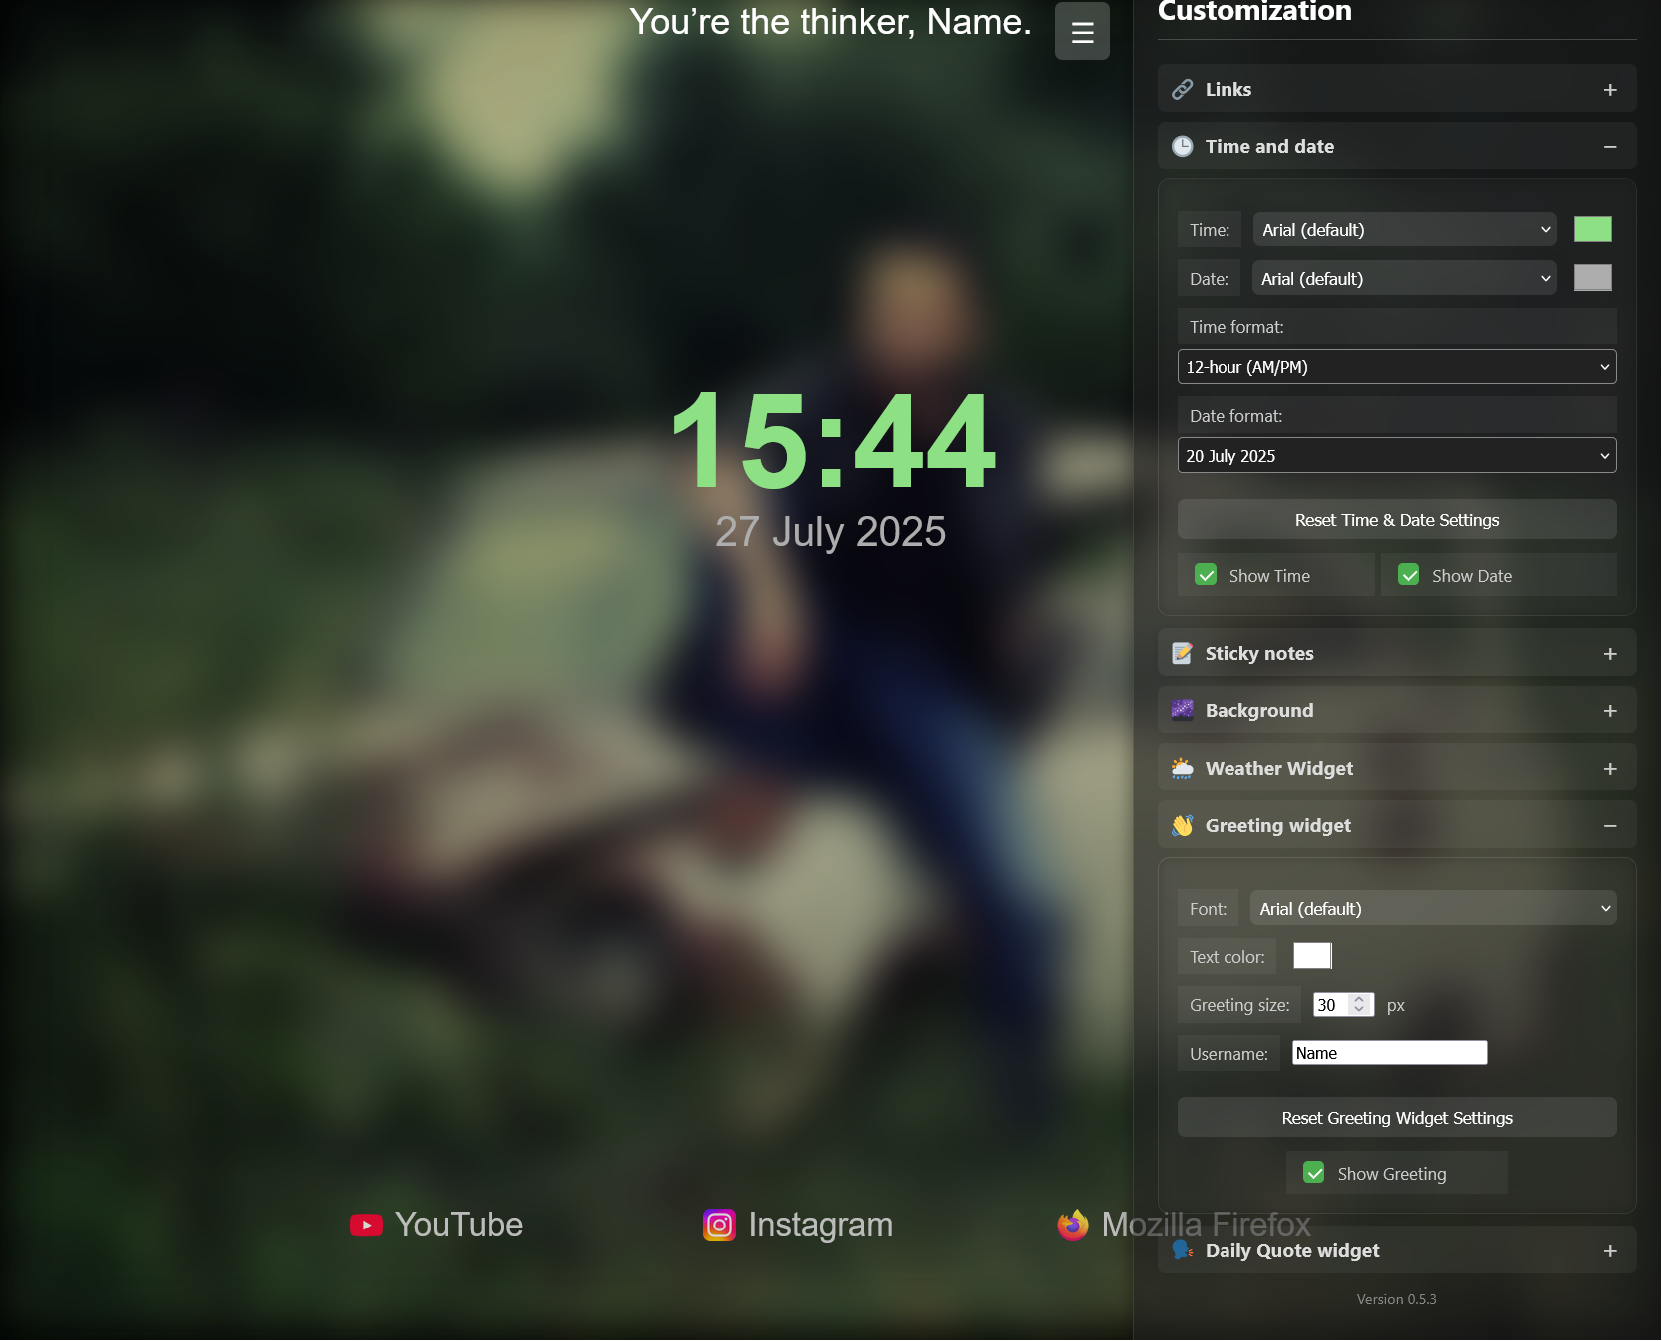 You’re the thinker, Name.
☰
15:44
27 July 2025
YouTube
Instagram
Mozilla Firefox
Customization
Links +
Time and date −
Time: Arial (default)
Date: Arial (default)
Time format:
12-hour (AM/PM)
Date format:
20 July 2025
Reset Time & Date Settings
Show Time Show Date
Sticky notes +
Background +
Weather Widget +
Greeting widget −
Font: Arial (default)
Text color:
Greeting size: 30 px
Username: Name
Reset Greeting Widget Settings
Show Greeting
Daily Quote widget +
Version 0.5.3